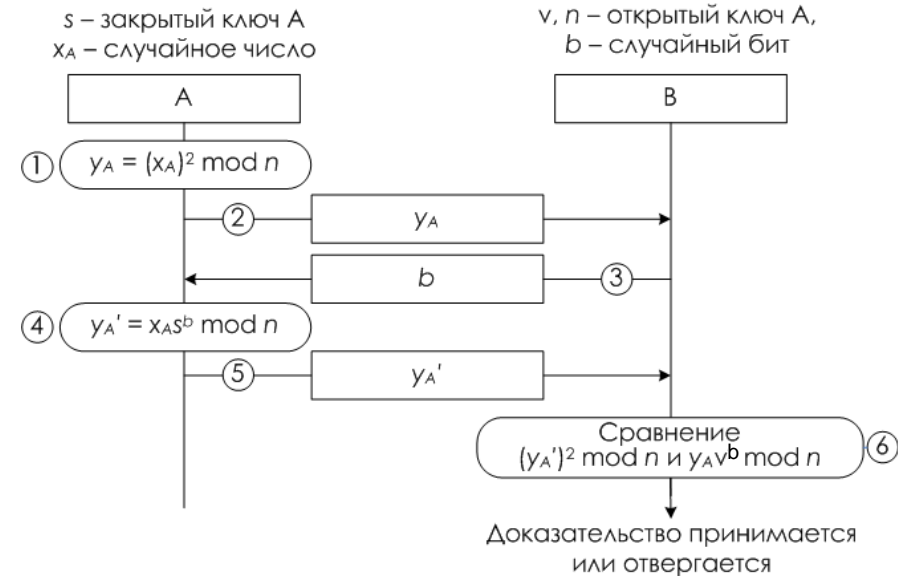 s – закрытый ключ А
xA – случайное число
v, n – открытый ключ А,
b – случайный бит
А
В
1
yA = (xA)² mod n
2
yA
b
3
4
yA' = xAsᵇ mod n
5
yA'
Сравнение
(yA')² mod n и yAvᵇ mod n
6
Доказательство принимается
или отвергается